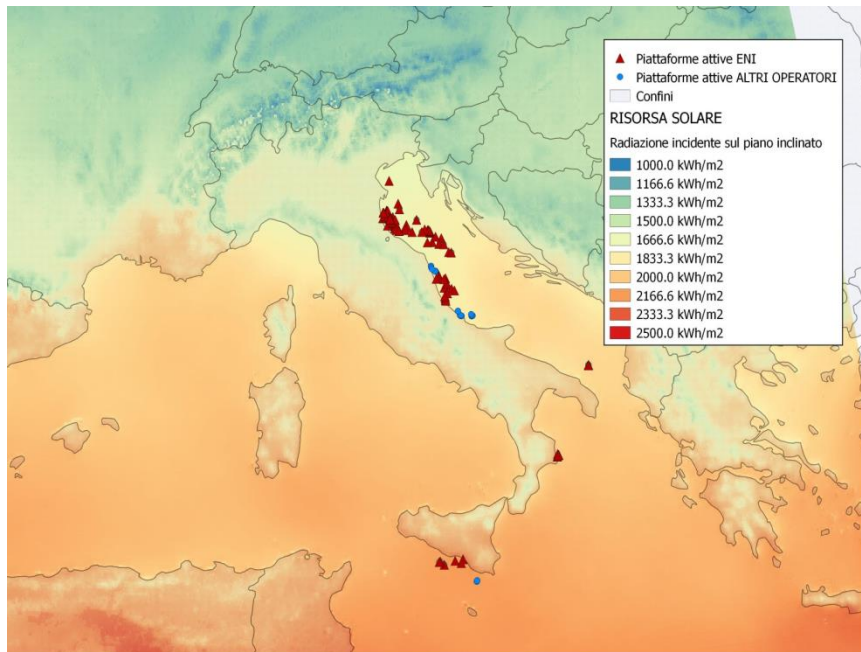 Piattaforme attive ENI
Piattaforme attive ALTRI OPERATORI
Confini
RISORSA SOLARE
Radiazione incidente sul piano inclinato
1000.0 kWh/m2
1166.6 kWh/m2
1333.3 kWh/m2
1500.0 kWh/m2
1666.6 kWh/m2
1833.3 kWh/m2
2000.0 kWh/m2
2166.6 kWh/m2
2333.3 kWh/m2
2500.0 kWh/m2